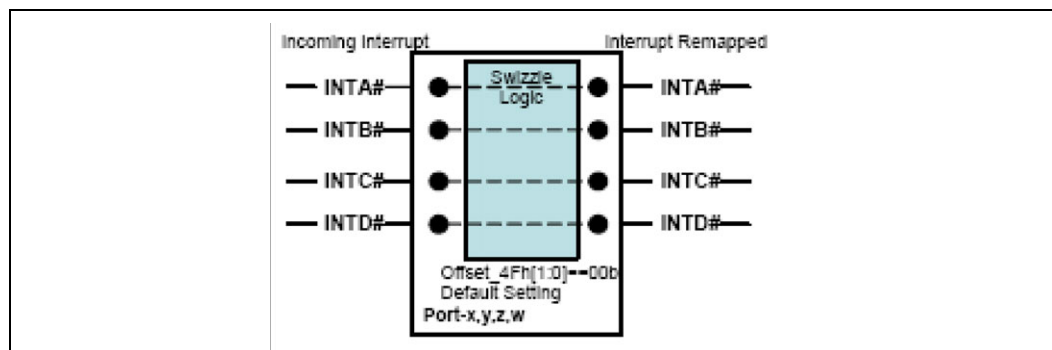 Incoming Interrupt
Interrupt Remapped
Swizzle
Logic
INTA#
INTA#
INTB#
INTB#
INTC#
INTC#
INTD#
INTD#
Offset_4Fh[1:0]==00b
Default Setting
Port-x,y,z,w